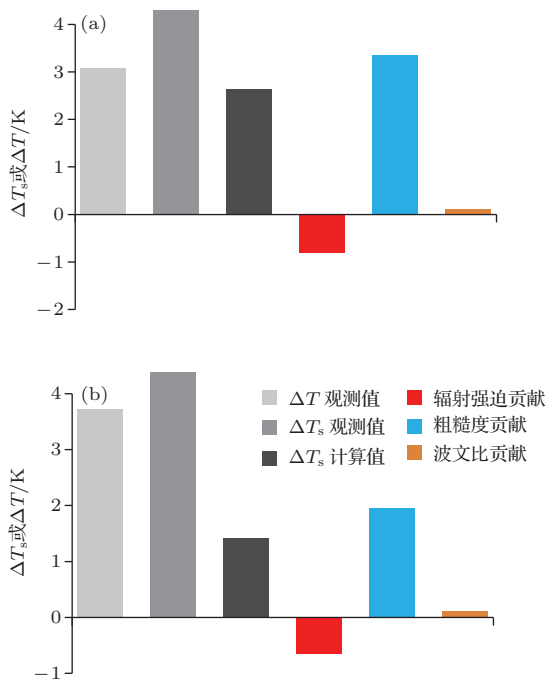 (a)
4
3
2
1
0
−1
−2
ΔTs或ΔT/K
(b)
4
3
2
1
0
−1
ΔTs或ΔT/K
ΔT 观测值
ΔTs 观测值
ΔTs 计算值
辐射强迫贡献
粗糙度贡献
波文比贡献